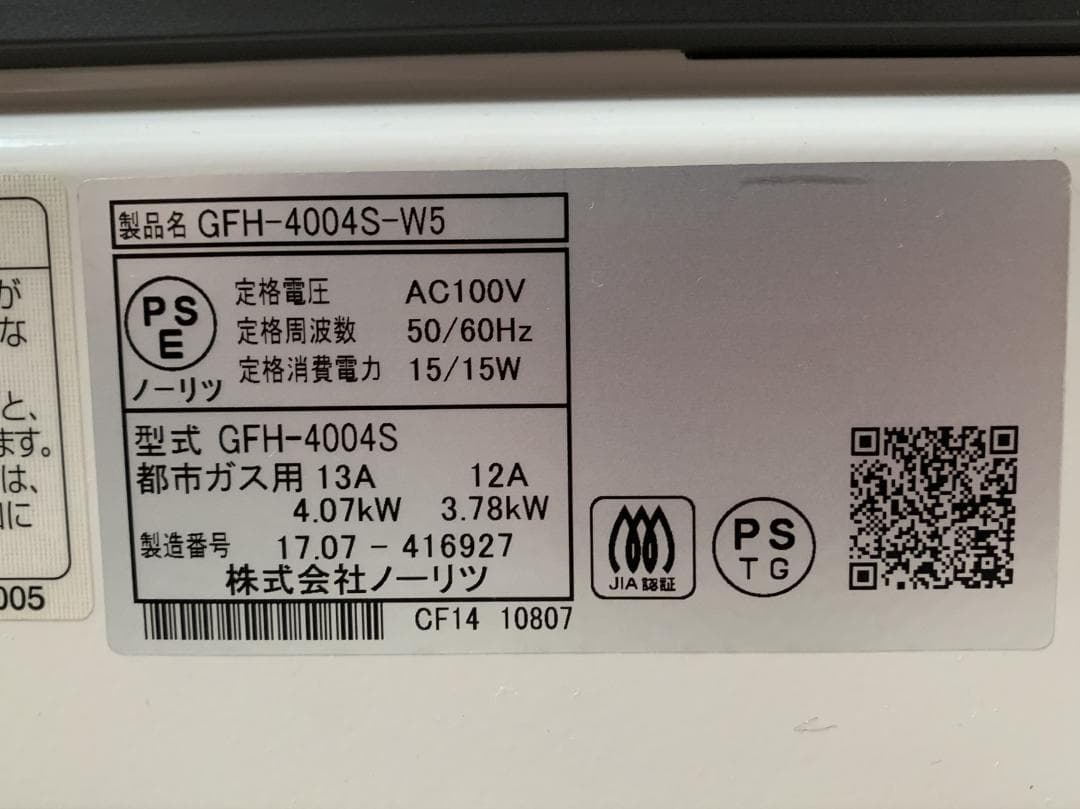 が
な
と、
ます。
は、
に
005
製品名 GFH-4004S-W5
PS
E
ノーリツ
定格電圧 AC100V
定格周波数 50/60Hz
定格消費電力 15/15W
型式 GFH-4004S
都市ガス用 13A 12A
4.07kW 3.78kW
製造番号 17.07 - 416927
株式会社ノーリツ
CF14 10807
JIA 認証
PS
TG